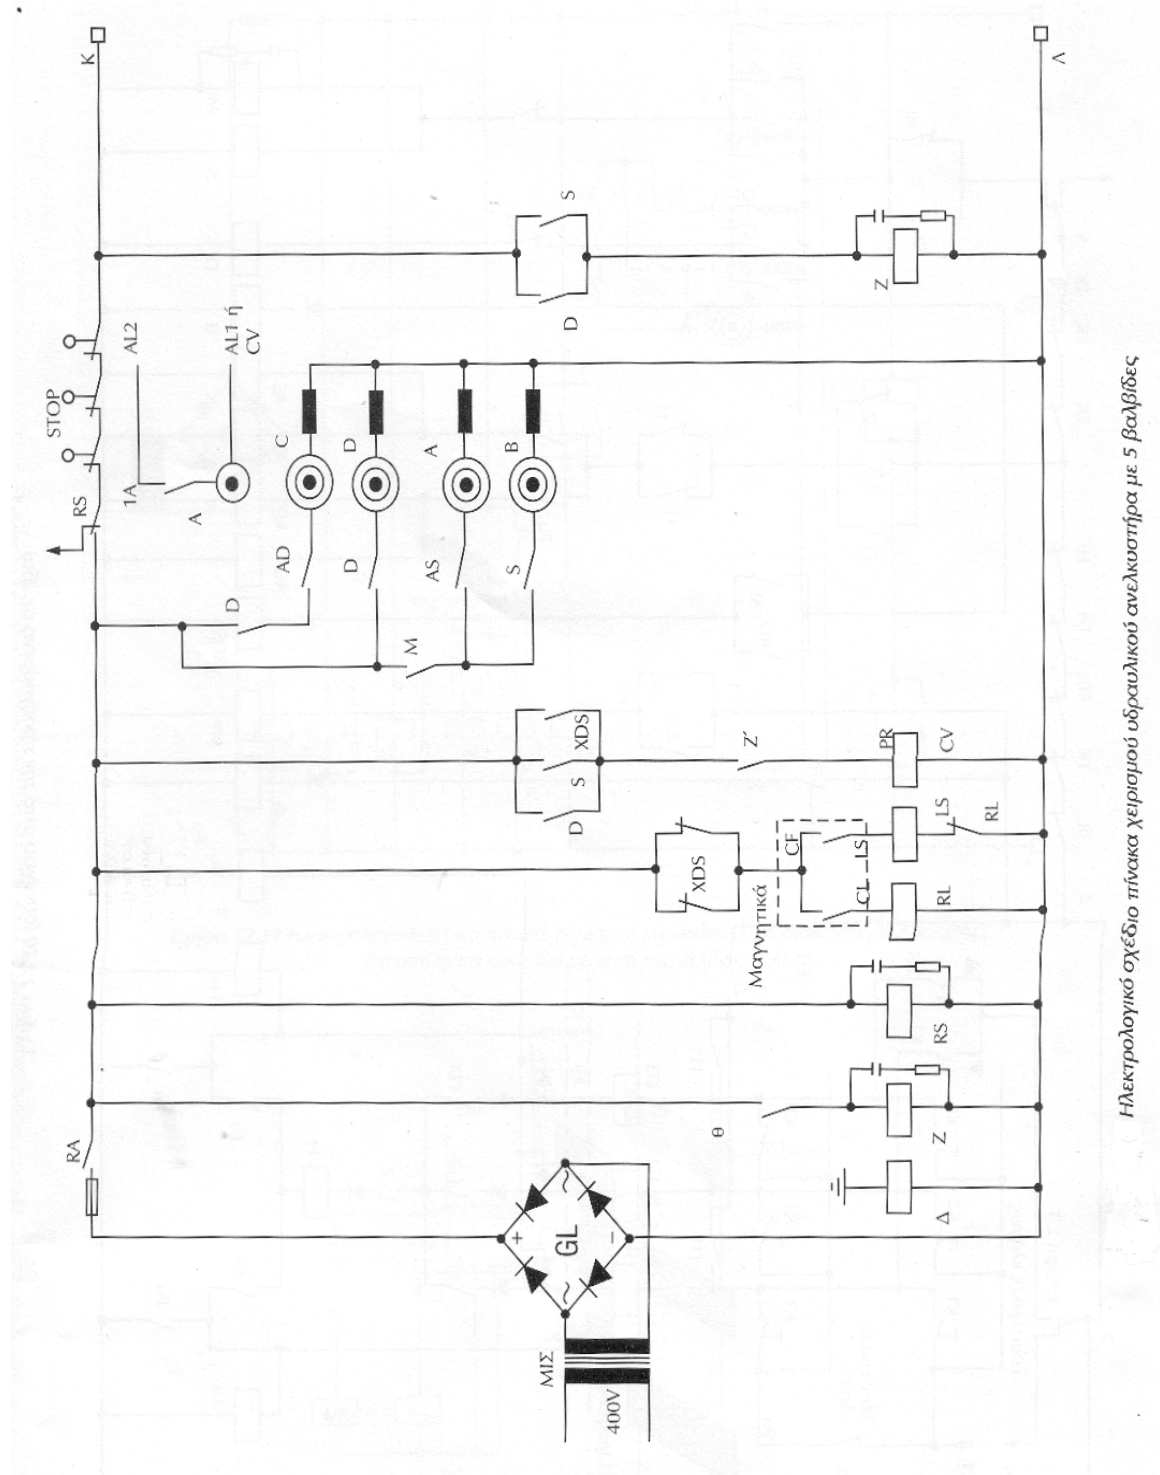 K
Λ
S
D
Z
AL2
AL1 ή
CV
STOP
RS
1A
A
C
D
A
B
AD
D
AS
S
D
M
XDS
S
D
Z'
PR
CV
XDS
CF
LS
LS
RL
CL
RL
Μαγνητικά
RS
θ
Z
RA
Δ
+
GL
−
~
~
ΜΙΣ
400V
Ηλεκτρολογικό σχέδιο πίνακα χειρισμού υδραυλικού ανελκυστήρα με 5 βαλβίδες